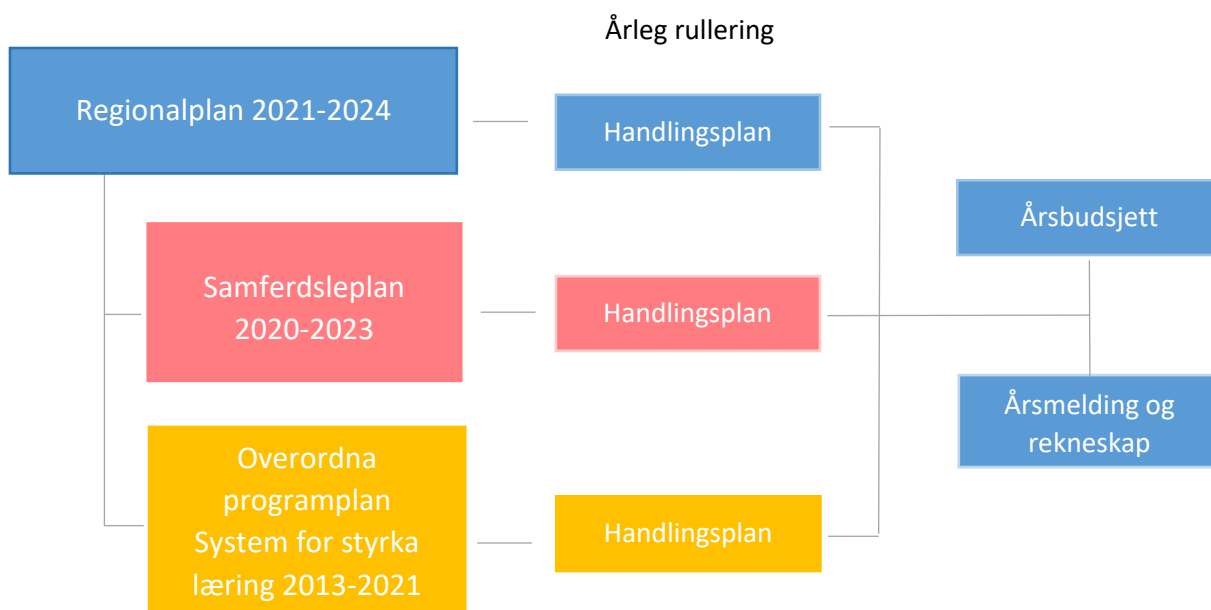 Årleg rullering
Regionalplan 2021-2024
Handlingsplan
Samferdsleplan
2020-2023
Handlingsplan
Overordna
programplan
System for styrka
læring 2013-2021
Handlingsplan
Årsbudsjett
Årsmelding og
rekneskap